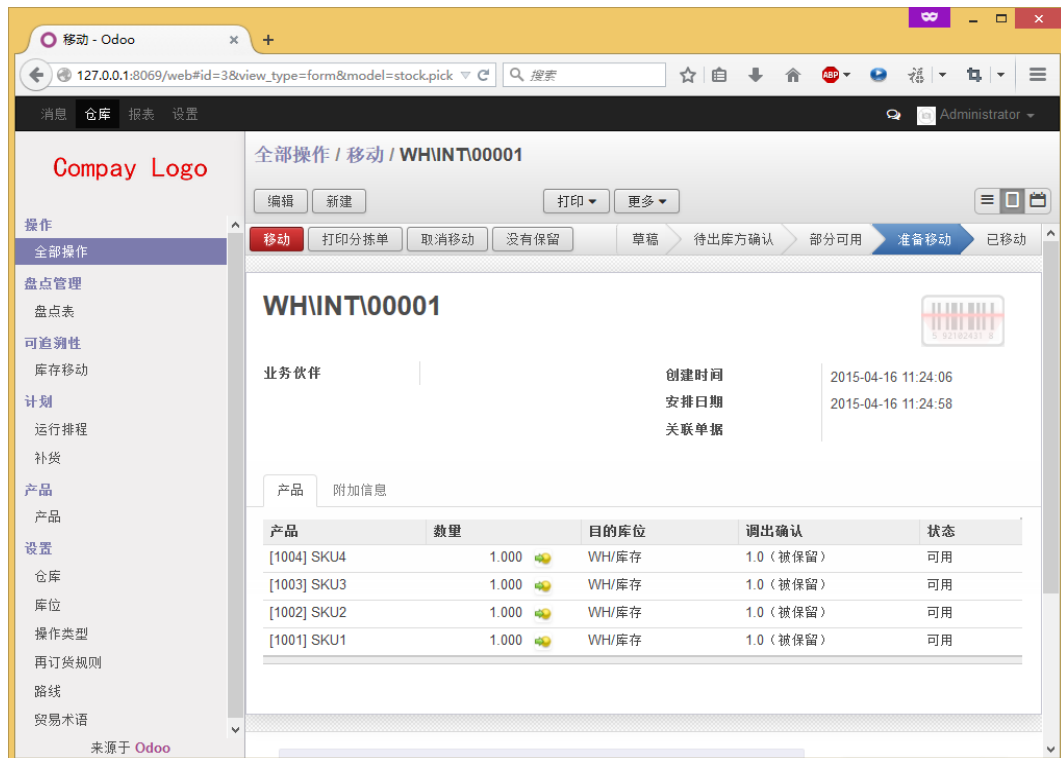 移动 - Odoo
127.0.0.1:8069/web#id=3&view_type=form&model=stock.pick
搜索
ABP
福
消息 仓库 报表 设置
Administrator
Compay Logo
操作
全部操作
盘点管理
盘点表
可追溯性
库存移动
计划
运行排程
补货
产品
产品
设置
仓库
库位
操作类型
再订货规则
路线
贸易术语
来源于 Odoo
全部操作 / 移动 / WH\INT\00001
编辑 新建 打印 更多
移动 打印分拣单 取消移动 没有保留 草稿 待出库方确认 部分可用 准备移动 已移动
WH\INT\00001
业务伙伴
创建时间 2015-04-16 11:24:06
安排日期 2015-04-16 11:24:58
关联单据
产品 附加信息
产品 数量 目的库位 调出确认 状态
[1004] SKU4 1.000 WH/库存 1.0（被保留） 可用
[1003] SKU3 1.000 WH/库存 1.0（被保留） 可用
[1002] SKU2 1.000 WH/库存 1.0（被保留） 可用
[1001] SKU1 1.000 WH/库存 1.0（被保留） 可用